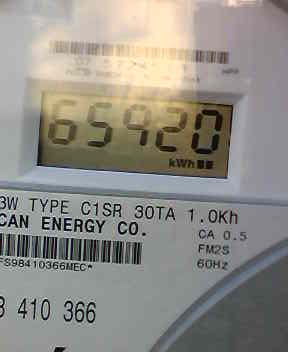 65920
kWh
3W TYPE C1SR 30TA 1.0Kh
CAN ENERGY CO.
CA 0.5
FM2S
60Hz
FS98410366MEC*
410 366